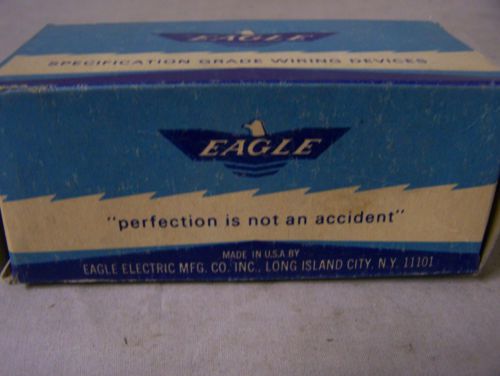 EAGLE
SPECIFICATION GRADE WIRING DEVICES
EAGLE
"perfection is not an accident"
MADE IN U.S.A BY
EAGLE ELECTRIC MFG. CO. INC., LONG ISLAND CITY, N.Y. 11101